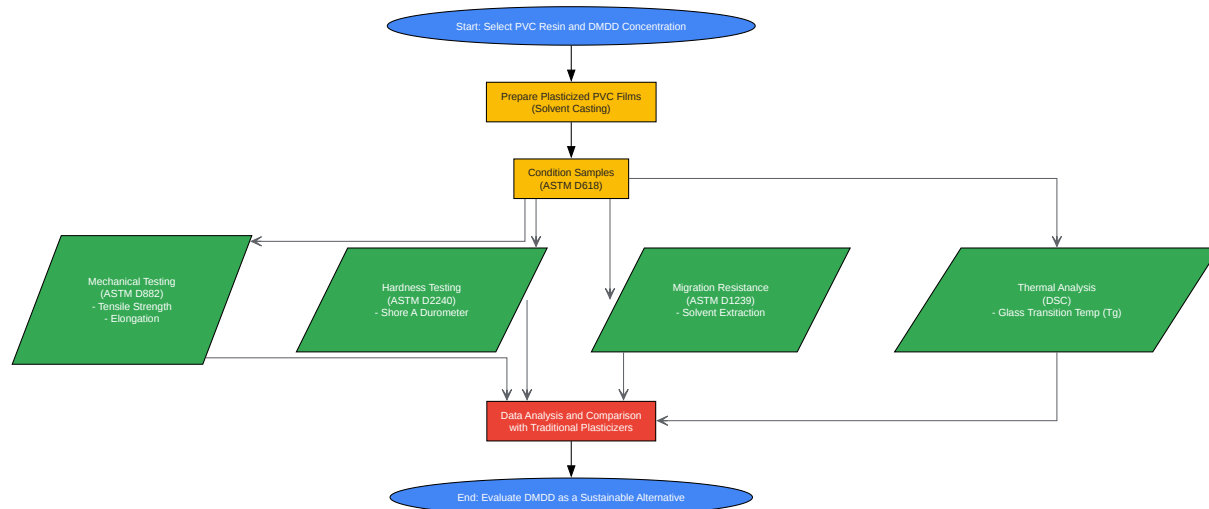 Start: Select PVC Resin and DMDD Concentration
Prepare Plasticized PVC Films
(Solvent Casting)
Condition Samples
(ASTM D618)
Mechanical Testing
(ASTM D882)
- Tensile Strength
- Elongation
Hardness Testing
(ASTM D2240)
- Shore A Durometer
Migration Resistance
(ASTM D1239)
- Solvent Extraction
Thermal Analysis
(DSC)
- Glass Transition Temp (Tg)
Data Analysis and Comparison
with Traditional Plasticizers
End: Evaluate DMDD as a Sustainable Alternative